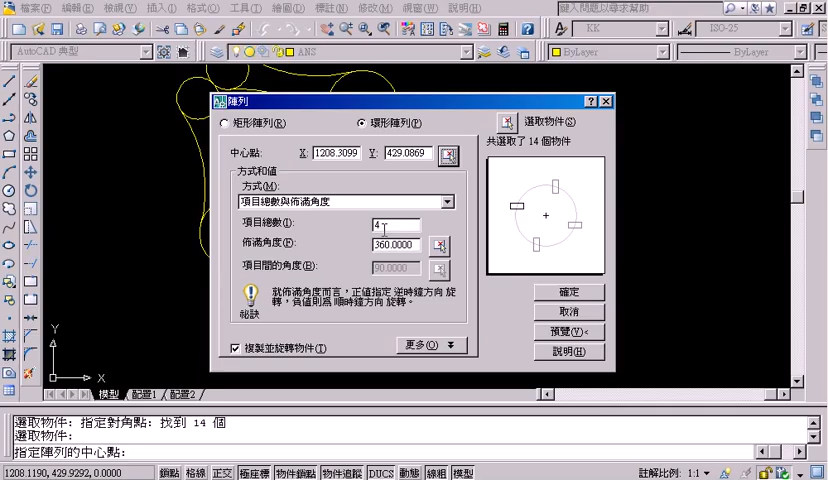 檔案(F) 編輯(E) 檢視(V) 插入(I) 格式(O) 工具(T) 繪圖(D) 標註(N) 修改(M) 視窗(W) 說明(H) 鍵入問題以尋求幫助
KK ISO-25
AutoCAD 典型 ANS ByLayer ByLayer
陣列
矩形陣列(R) 環形陣列(P) 選取物件(S)
共選取了 14 個物件
中心點: X: 1208.3099 Y: 429.0869
方式和值
方式(M):
項目總數與佈滿角度
項目總數(I): 4
佈滿角度(F): 360.0000
項目間的角度(B): 90.0000
就佈滿角度而言，正值指定 逆時鐘方向 旋
轉，負值則為 順時鐘方向 旋轉。
祕訣
確定
取消
預覽(V)<
說明(H)
複製並旋轉物件(T) 更多(O)
Y
X
模型 配置1 配置2
選取物件: 指定對角點: 找到 14 個
選取物件:
指定陣列的中心點:
1208.1190, 429.9292, 0.0000 鎖點 格線 正交 極座標 物件鎖點 物件追蹤 DUCS 動態 線粗 模型 註解比例: 1:1